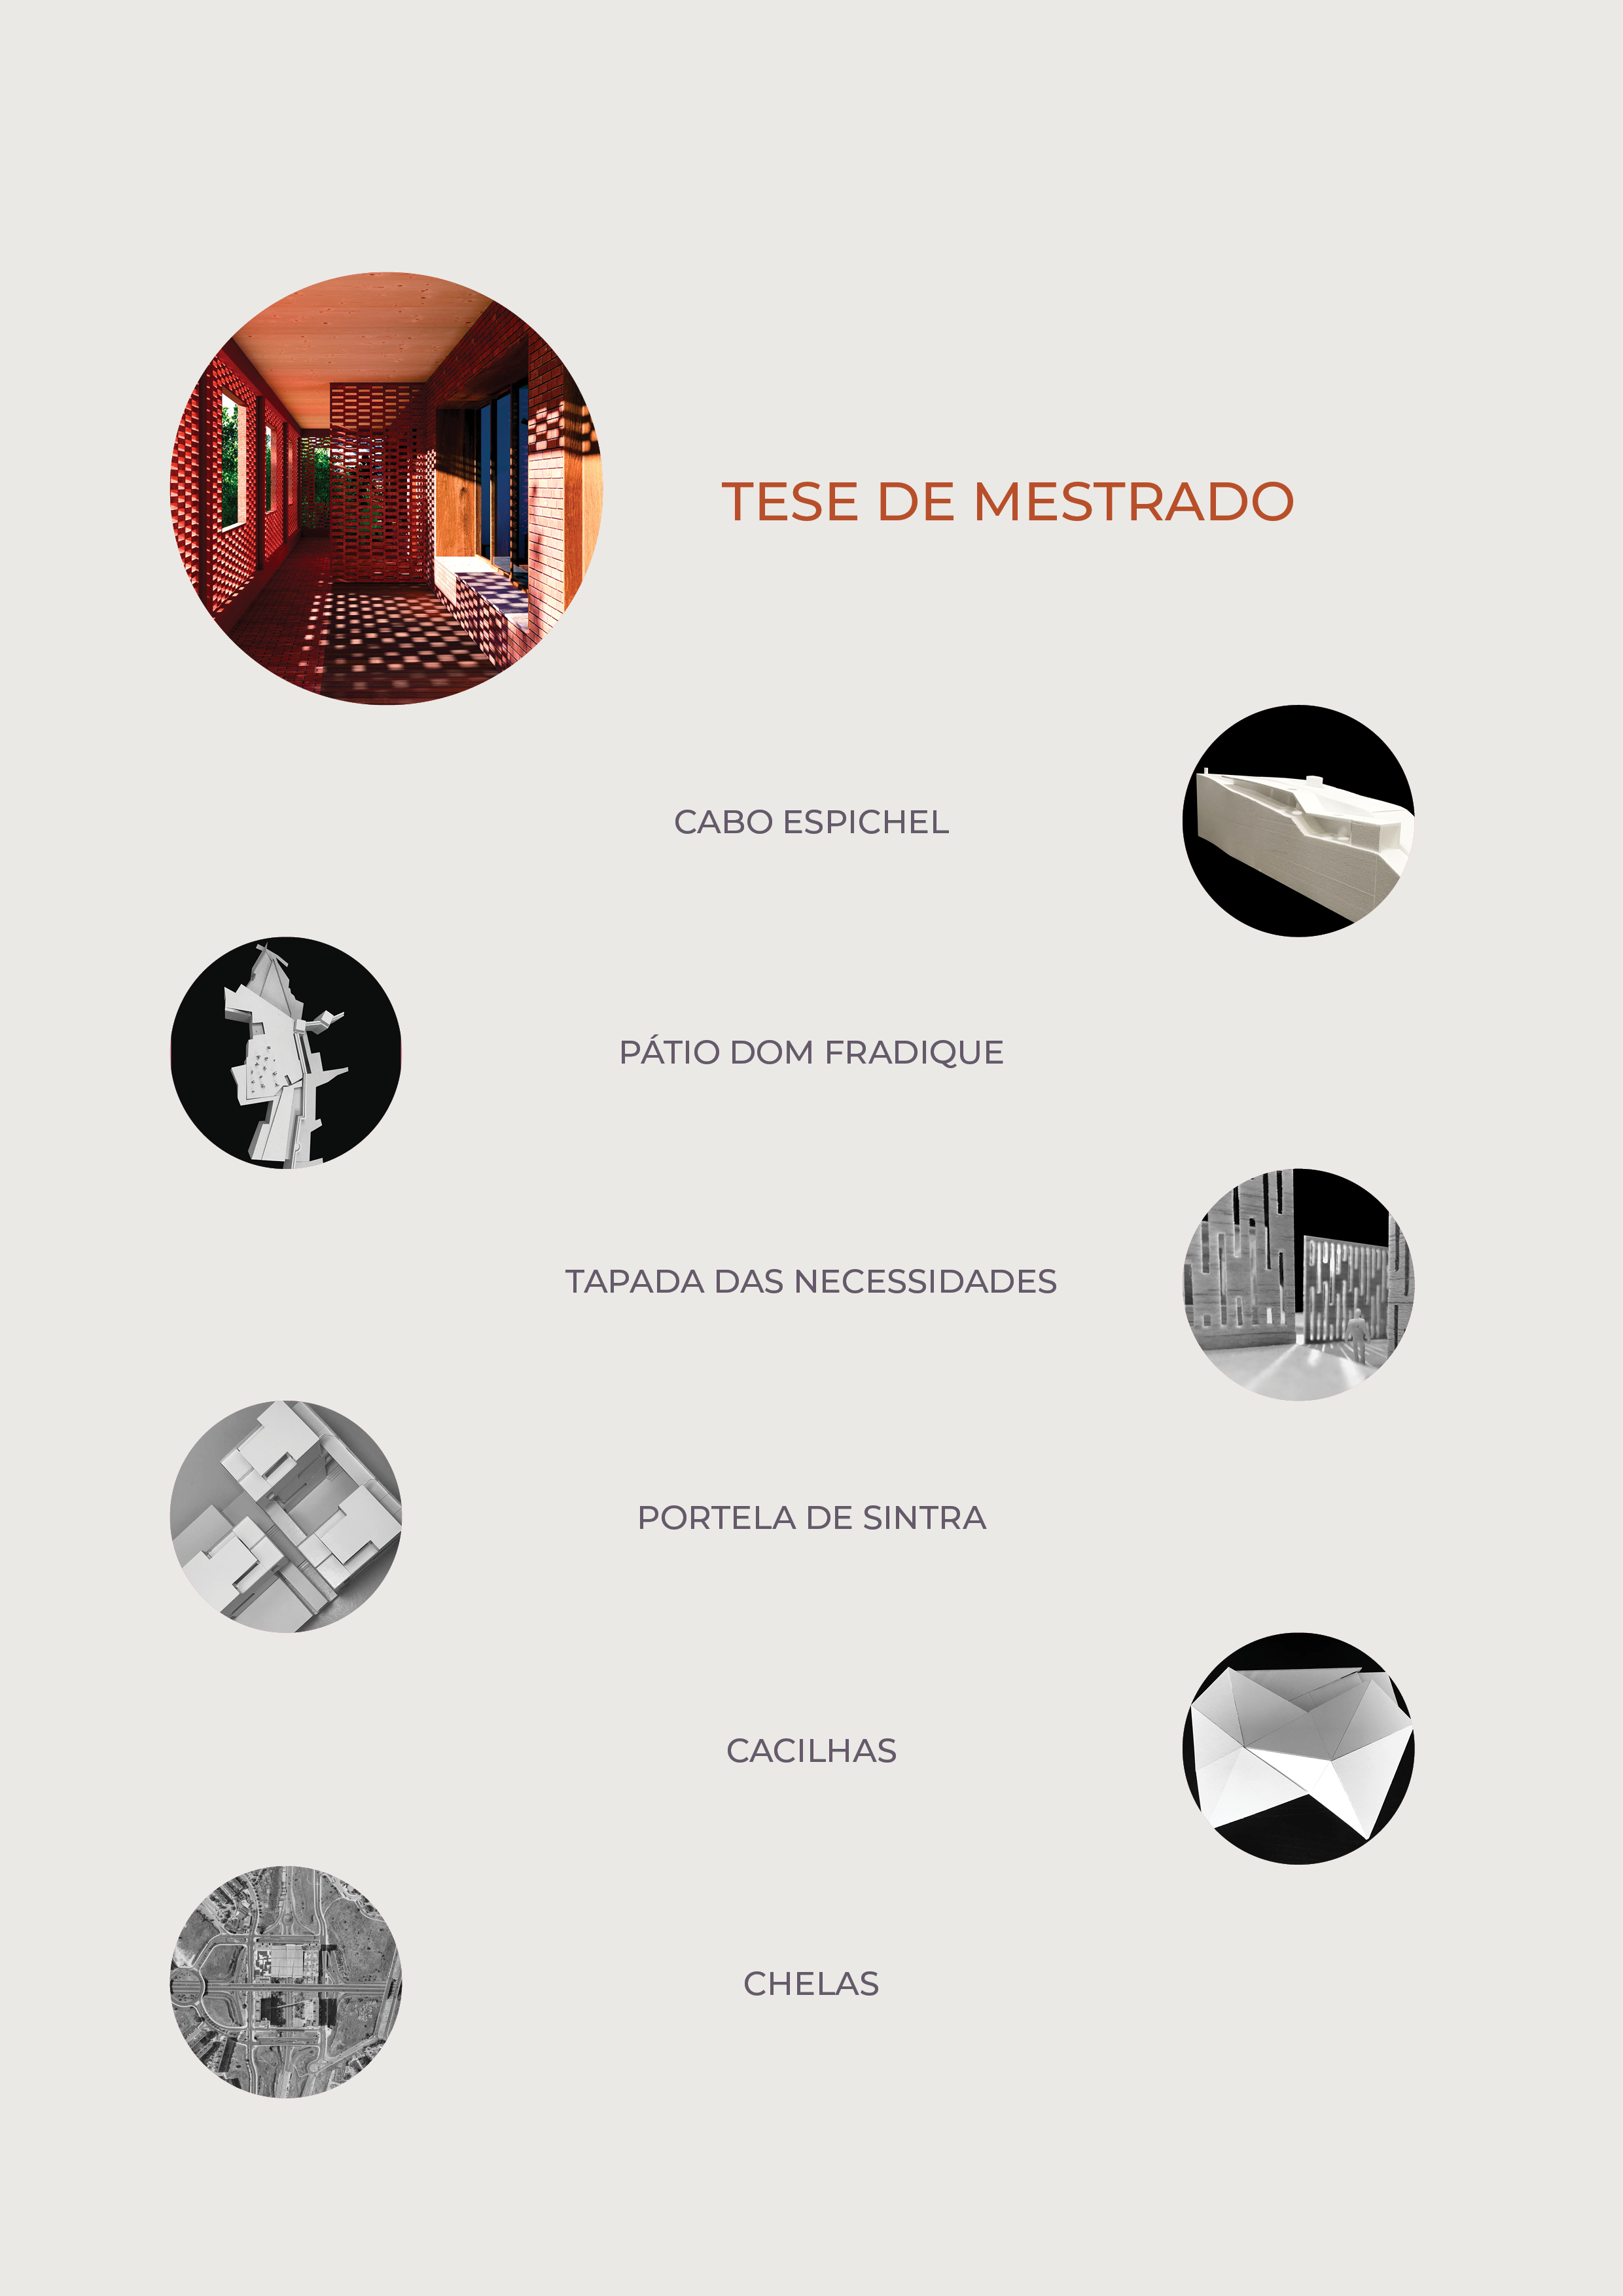 TESE DE MESTRADO
CABO ESPICHEL
PÁTIO DOM FRADIQUE
TAPADA DAS NECESSIDADES
PORTELA DE SINTRA
CACILHAS
CHELAS